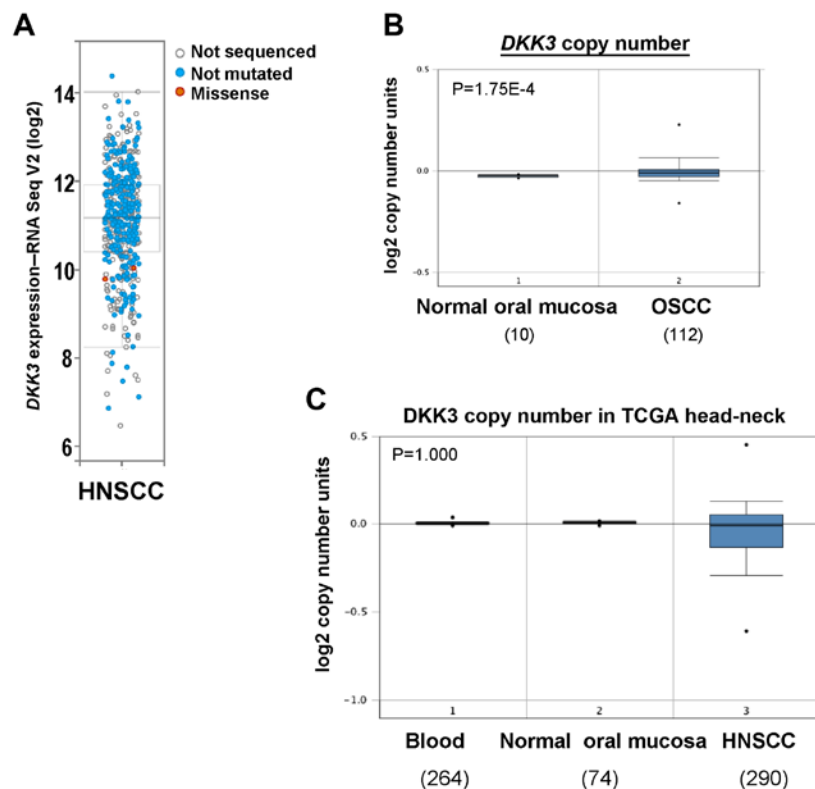 A
Not sequenced
Not mutated
Missense
DKK3 expression—RNA Seq V2 (log2)
14
12
10
8
6
HNSCC
B
DKK3 copy number
log2 copy number units
0.5
0.0
−0.5
P=1.75E-4
1
2
Normal oral mucosa
OSCC
(10)
(112)
C
DKK3 copy number in TCGA head-neck
log2 copy number units
0.5
0.0
−0.5
−1.0
P=1.000
1
2
3
Blood
Normal oral mucosa
HNSCC
(264)
(74)
(290)